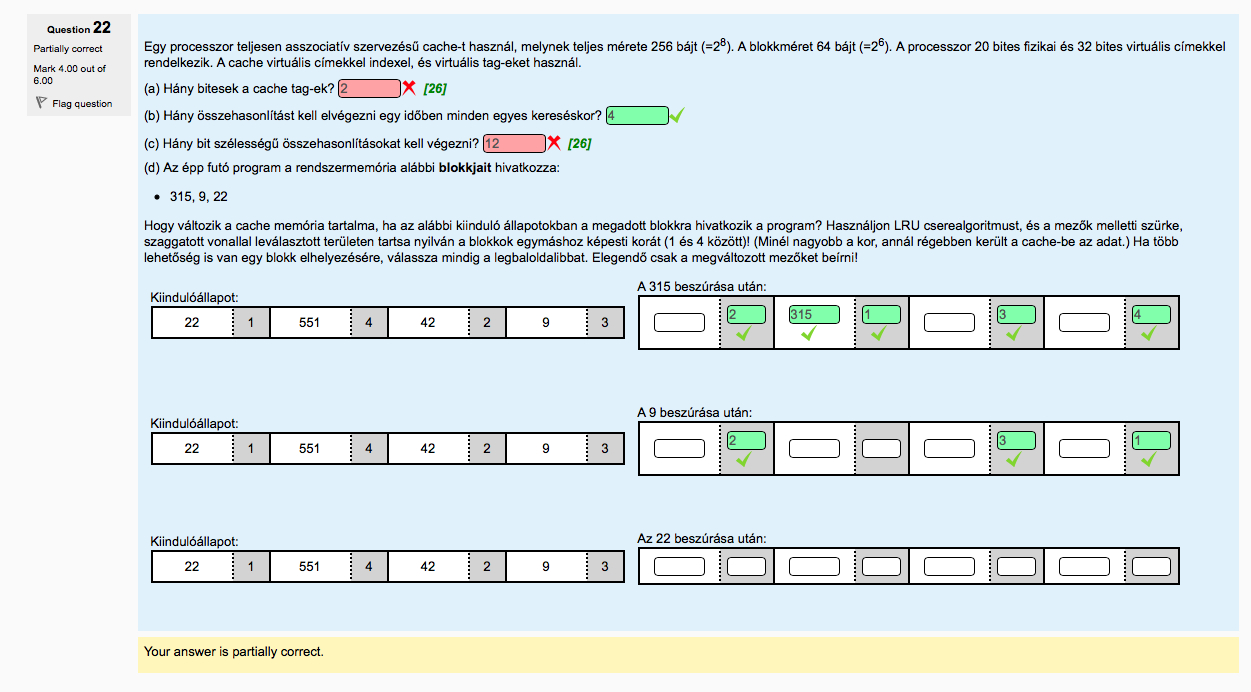 Question 22
Partially correct
Mark 4.00 out of
6.00
Flag question
Egy processzor teljesen asszociatív szervezésű cache-t használ, melynek teljes mérete 256 bájt (=2⁸). A blokkméret 64 bájt (=2⁶). A processzor 20 bites fizikai és 32 bites virtuális címekkel
rendelkezik. A cache virtuális címekkel indexel, és virtuális tag-eket használ.
(a) Hány bitesek a cache tag-ek? 2 [26]
(b) Hány összehasonlítást kell elvégezni egy időben minden egyes kereséskor? 4
(c) Hány bit szélességű összehasonlításokat kell végezni? 12 [26]
(d) Az épp futó program a rendszermemória alábbi blokkjait hivatkozza:
• 315, 9, 22
Hogy változik a cache memória tartalma, ha az alábbi kiinduló állapotokban a megadott blokkra hivatkozik a program? Használjon LRU cserealgoritmust, és a mezők melletti szürke,
szaggatott vonallal leválasztott területen tartsa nyilván a blokkok egymáshoz képesti korát (1 és 4 között)! (Minél nagyobb a kor, annál régebben került a cache-be az adat.) Ha több
lehetőség is van egy blokk elhelyezésére, válassza mindig a legbaloldalibbat. Elegendő csak a megváltozott mezőket beírni!
Kiindulóállapot:
22 1 551 4 42 2 9 3
A 315 beszúrása után:
2 315 1 3 4
Kiindulóállapot:
22 1 551 4 42 2 9 3
A 9 beszúrása után:
2 3 1
Kiindulóállapot:
22 1 551 4 42 2 9 3
Az 22 beszúrása után:
Your answer is partially correct.